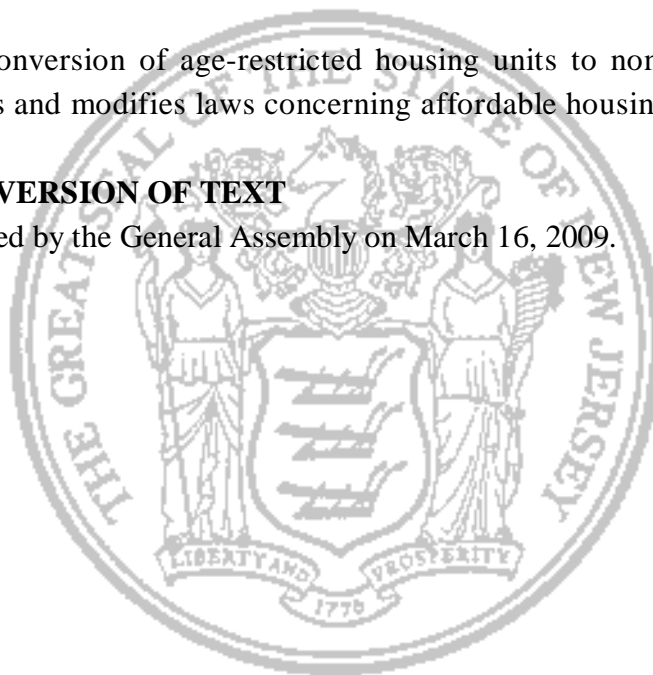 onversion of age-restricted housing units to non
s and modifies laws concerning affordable housin
VERSION OF TEXT
ed by the General Assembly on March 16, 2009.
THE GREAT SEAL OF THE STATE OF NEW JERSEY
LIBERTY AND PROSPERITY
1776